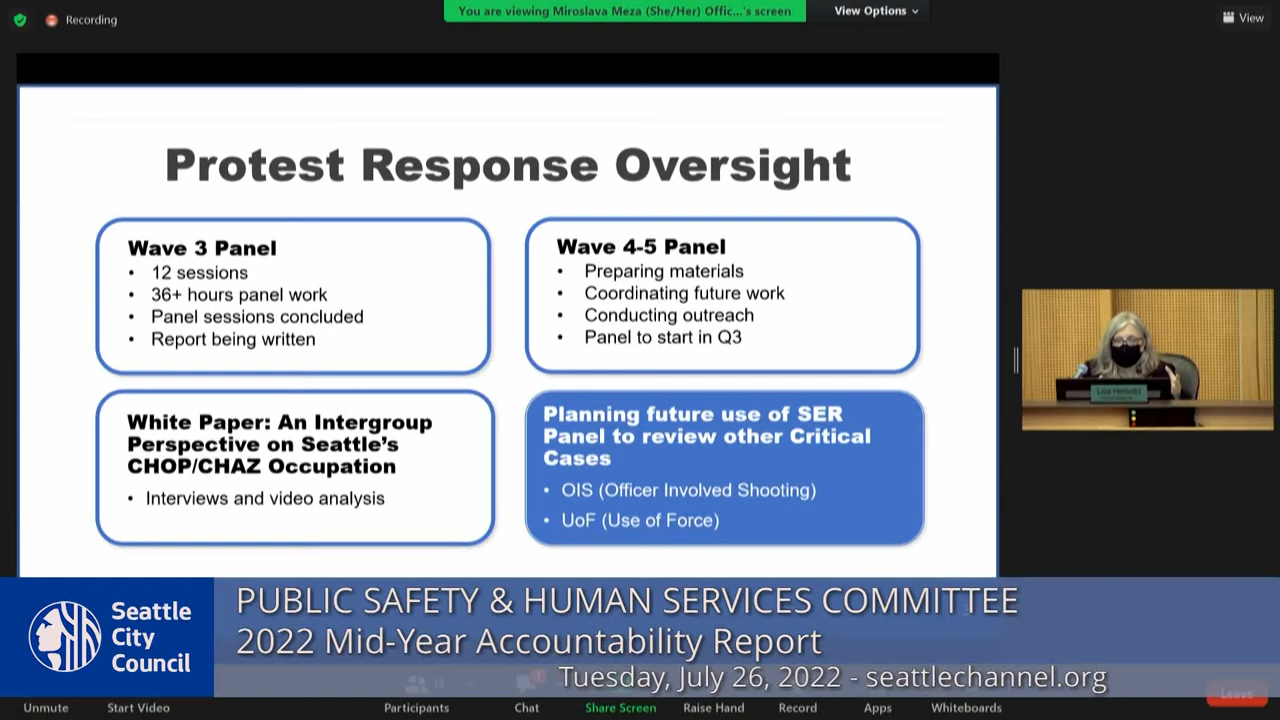 Recording
You are viewing Miroslava Meza (She/Her) Offic...'s screen
View Options
View
Protest Response Oversight
Wave 3 Panel
• 12 sessions
• 36+ hours panel work
• Panel sessions concluded
• Report being written
Wave 4-5 Panel
• Preparing materials
• Coordinating future work
• Conducting outreach
• Panel to start in Q3
White Paper: An Intergroup
Perspective on Seattle's
CHOP/CHAZ Occupation
• Interviews and video analysis
Planning future use of SER
Panel to review other Critical
Cases
• OIS (Officer Involved Shooting)
• UoF (Use of Force)
Lisa Herbold
Seattle
City
Council
PUBLIC SAFETY & HUMAN SERVICES COMMITTEE
2022 Mid-Year Accountability Report
Tuesday, July 26, 2022 - seattlechannel.org
Unmute
Start Video
Participants
Chat
Share Screen
Raise Hand
Record
Apps
Whiteboards
Leave